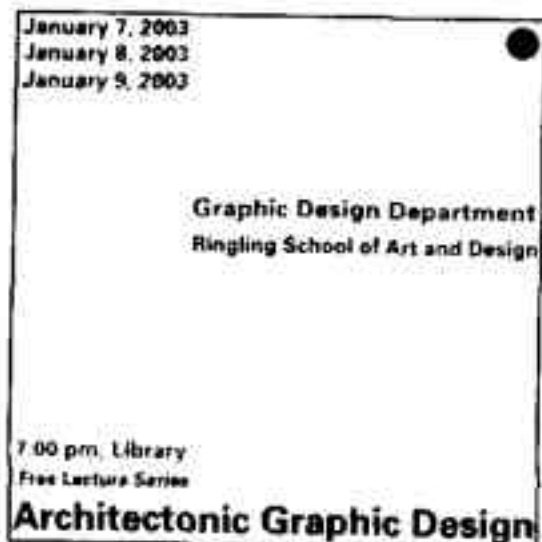 January 7, 2003
January 8, 2003
January 9, 2003
Graphic Design Department
Ringling School of Art and Design
7:00 pm, Library
Free Lecture Series
Architectonic Graphic Design